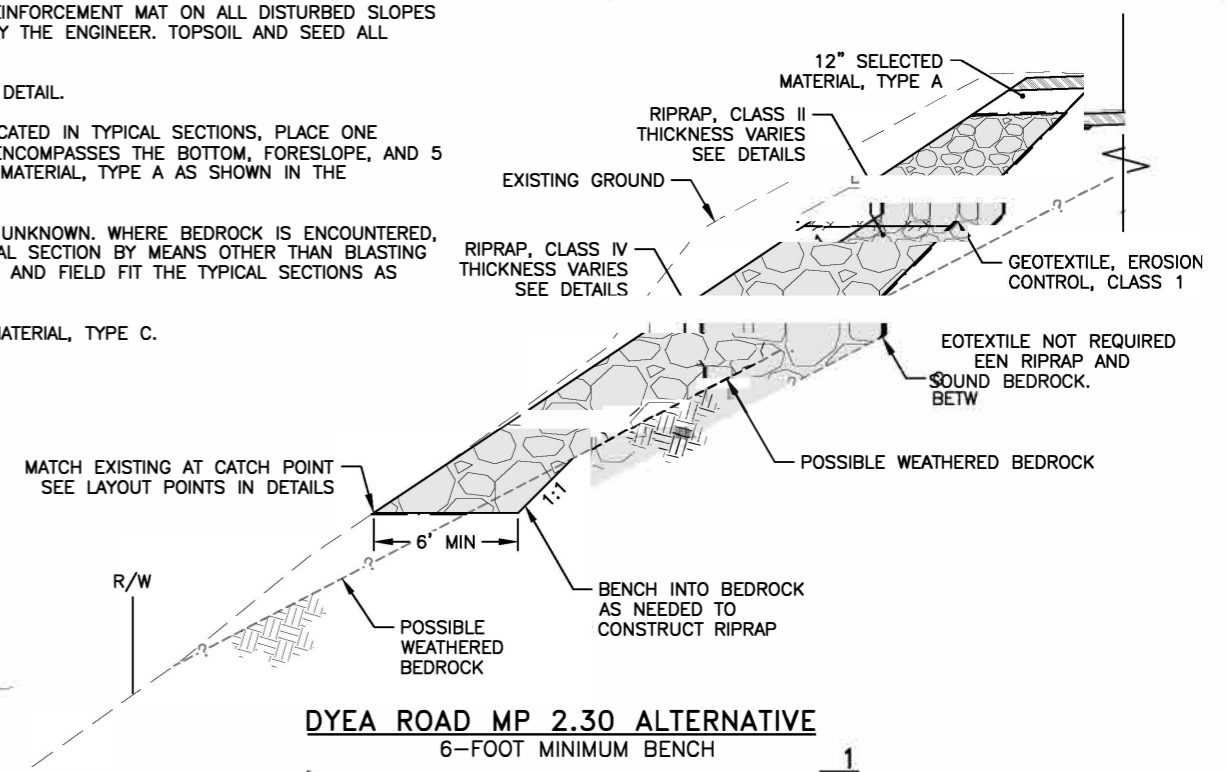 EINFORCEMENT MAT ON ALL DISTURBED SLOPES
Y THE ENGINEER. TOPSOIL AND SEED ALL
DETAIL.
CATED IN TYPICAL SECTIONS, PLACE ONE
ENCOMPASSES THE BOTTOM, FORESLOPE, AND 5
MATERIAL, TYPE A AS SHOWN IN THE
UNKNOWN. WHERE BEDROCK IS ENCOUNTERED,
AL SECTION BY MEANS OTHER THAN BLASTING
AND FIELD FIT THE TYPICAL SECTIONS AS
MATERIAL, TYPE C.
12" SELECTED
MATERIAL, TYPE A
RIPRAP, CLASS II
THICKNESS VARIES
SEE DETAILS
EXISTING GROUND
RIPRAP, CLASS IV
THICKNESS VARIES
SEE DETAILS
?
GEOTEXTILE, EROSION
CONTROL, CLASS 1
EOTEXTILE NOT REQUIRED
EEN RIPRAP AND
SOUND BEDROCK.
BETW
?
POSSIBLE WEATHERED BEDROCK
MATCH EXISTING AT CATCH POINT
SEE LAYOUT POINTS IN DETAILS
1:1
6' MIN
?
R/W
BENCH INTO BEDROCK
AS NEEDED TO
CONSTRUCT RIPRAP
POSSIBLE
WEATHERED
BEDROCK
?
DYEA ROAD MP 2.30 ALTERNATIVE
6-FOOT MINIMUM BENCH
1